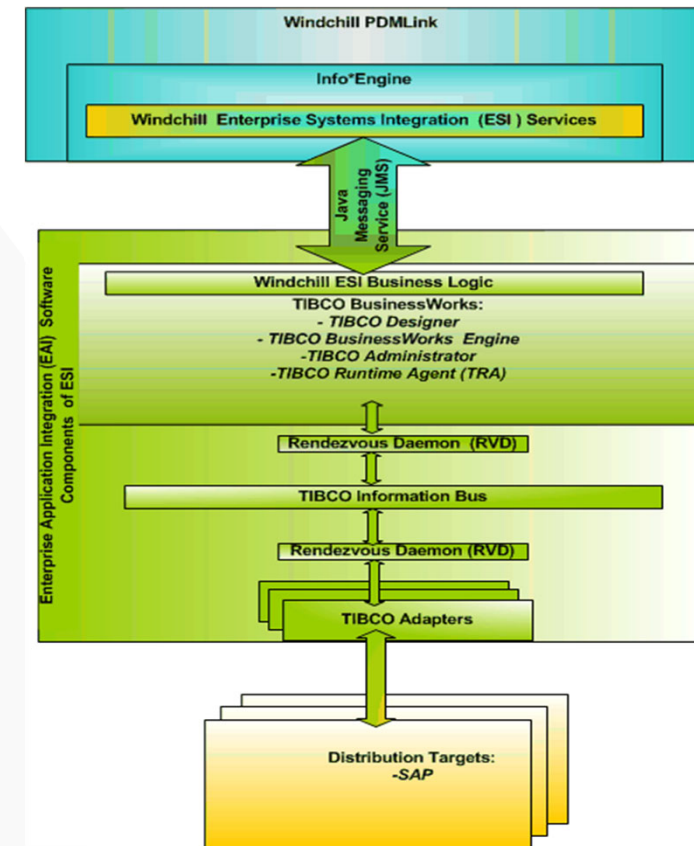 Windchill PDMLink
Info*Engine
Windchill Enterprise Systems Integration (ESI ) Services
Java
Messaging
Service (JMS)
Enterprise Application Integration (EAI) Software
Components of ESI
Windchill ESI Business Logic
TIBCO BusinessWorks:
- TIBCO Designer
- TIBCO BusinessWorks Engine
-TIBCO Administrator
-TIBCO Runtime Agent (TRA)
Rendezvous Daemon (RVD)
TIBCO Information Bus
Rendezvous Daemon (RVD)
TIBCO Adapters
Distribution Targets:
-SAP